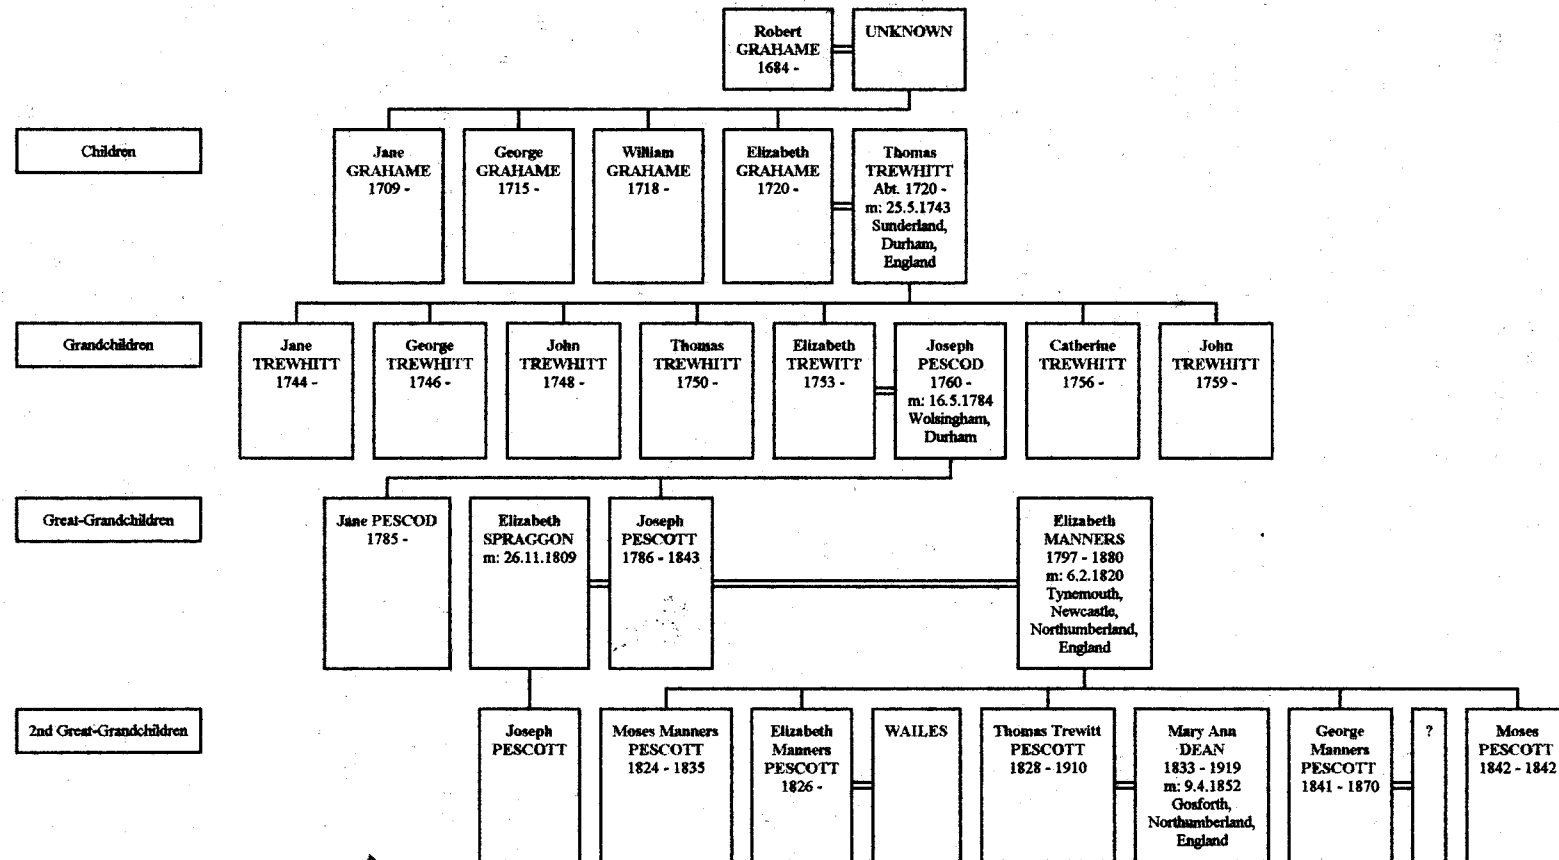 Robert
GRAHAME
1684 -
UNKNOWN
Children
Jane
GRAHAME
1709 -
George
GRAHAME
1715 -
William
GRAHAME
1718 -
Elizabeth
GRAHAME
1720 -
Thomas
TREWHITT
Abt. 1720 -
m: 25.5.1743
Sunderland,
Durham,
England
Grandchildren
Jane
TREWHITT
1744 -
George
TREWHITT
1746 -
John
TREWHITT
1748 -
Thomas
TREWHITT
1750 -
Elizabeth
TREWITT
1753 -
Joseph
PESCOD
1760 -
m: 16.5.1784
Wolsingham,
Durham
Catherine
TREWHITT
1756 -
John
TREWHITT
1759 -
Great-Grandchildren
Jane PESCOD
1785 -
Elizabeth
SPRAGGON
m: 26.11.1809
Joseph
PESCOTT
1786 - 1843
Elizabeth
MANNERS
1797 - 1880
m: 6.2.1820
Tynemouth,
Newcastle,
Northumberland,
England
2nd Great-Grandchildren
Joseph
PESCOTT
Moses Manners
PESCOTT
1824 - 1835
Elizabeth
Manners
PESCOTT
1826 -
WAILES
Thomas Trewitt
PESCOTT
1828 - 1910
Mary Ann
DEAN
1833 - 1919
m: 9.4.1852
Gosforth,
Northumberland,
England
George
Manners
PESCOTT
1841 - 1870
?
Moses
PESCOTT
1842 - 1842